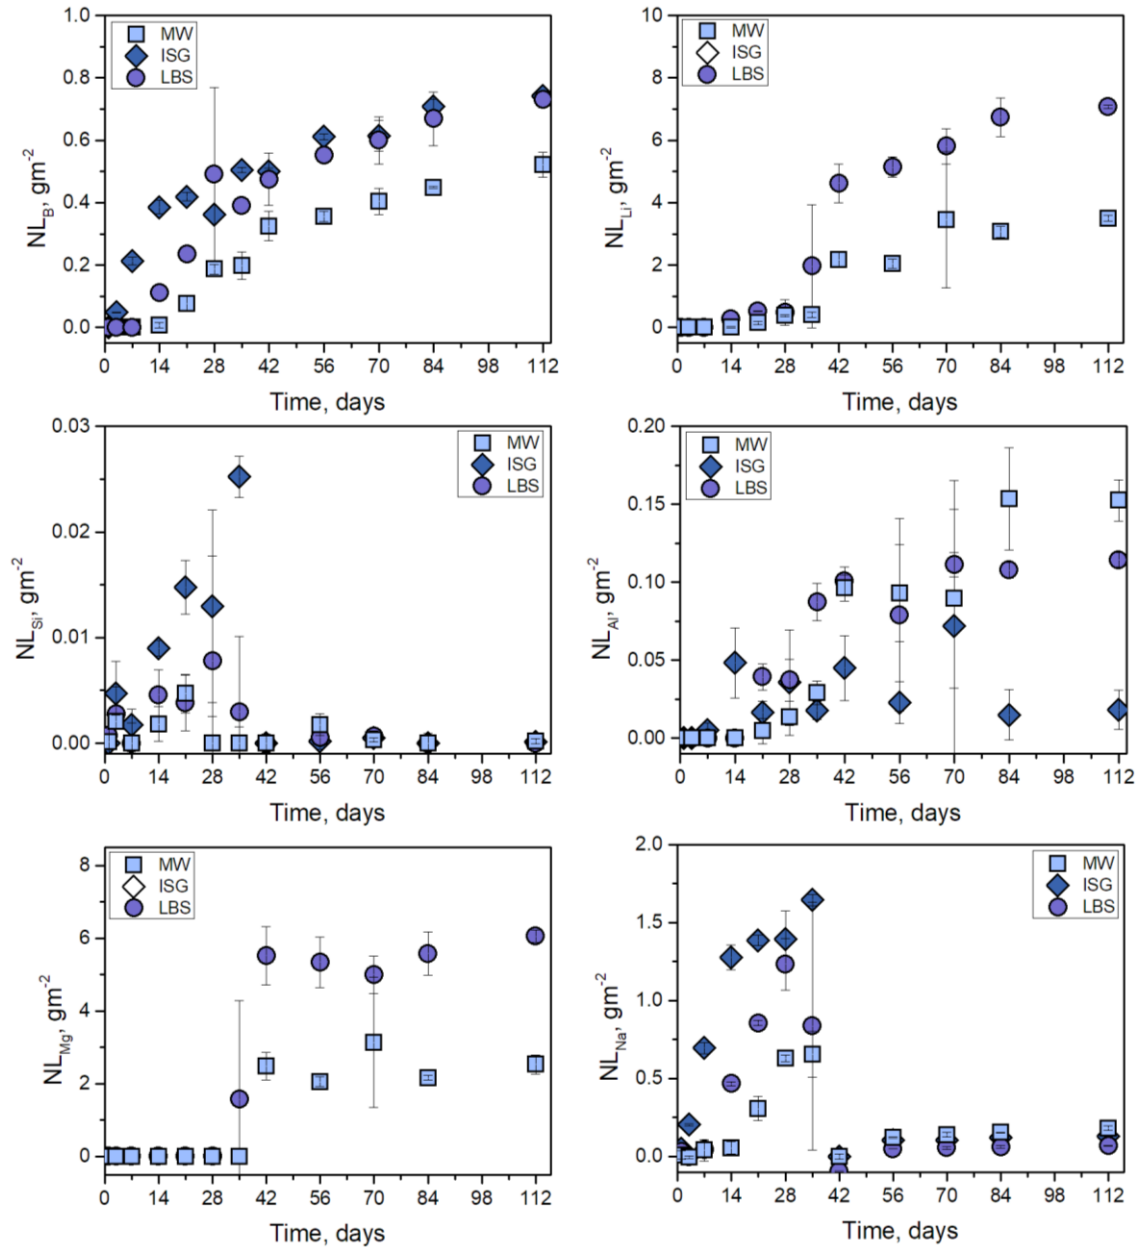 MW
ISG
LBS
1.0
0.8
0.6
0.4
0.2
0.0
NL_B, gm⁻²
0 14 28 42 56 70 84 98 112
Time, days
MW
ISG
LBS
10
8
6
4
2
0
NL_Li, gm⁻²
0 14 28 42 56 70 84 98 112
Time, days
MW
ISG
LBS
0.03
0.02
0.01
0.00
NL_Si, gm⁻²
0 14 28 42 56 70 84 98 112
Time, days
MW
ISG
LBS
0.20
0.15
0.10
0.05
0.00
NL_Al, gm⁻²
0 14 28 42 56 70 84 98 112
Time, days
MW
ISG
LBS
8
6
4
2
0
NL_Mg, gm⁻²
0 14 28 42 56 70 84 98 112
Time, days
MW
ISG
LBS
2.0
1.5
1.0
0.5
0.0
NL_Na, gm⁻²
0 14 28 42 56 70 84 98 112
Time, days